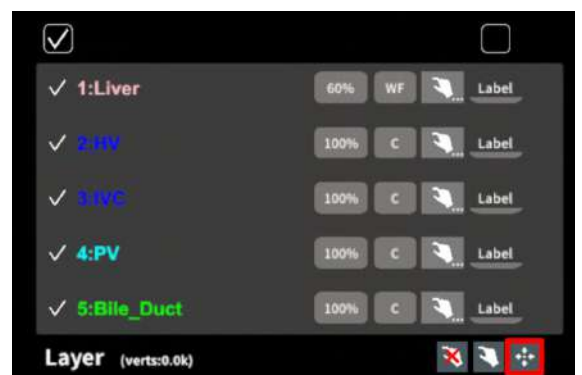 1:Liver 60% WF Label
2:HV 100% C Label
3:IVC 100% C Label
4:PV 100% C Label
5:Bile_Duct 100% C Label
Layer (verts:0.0k)